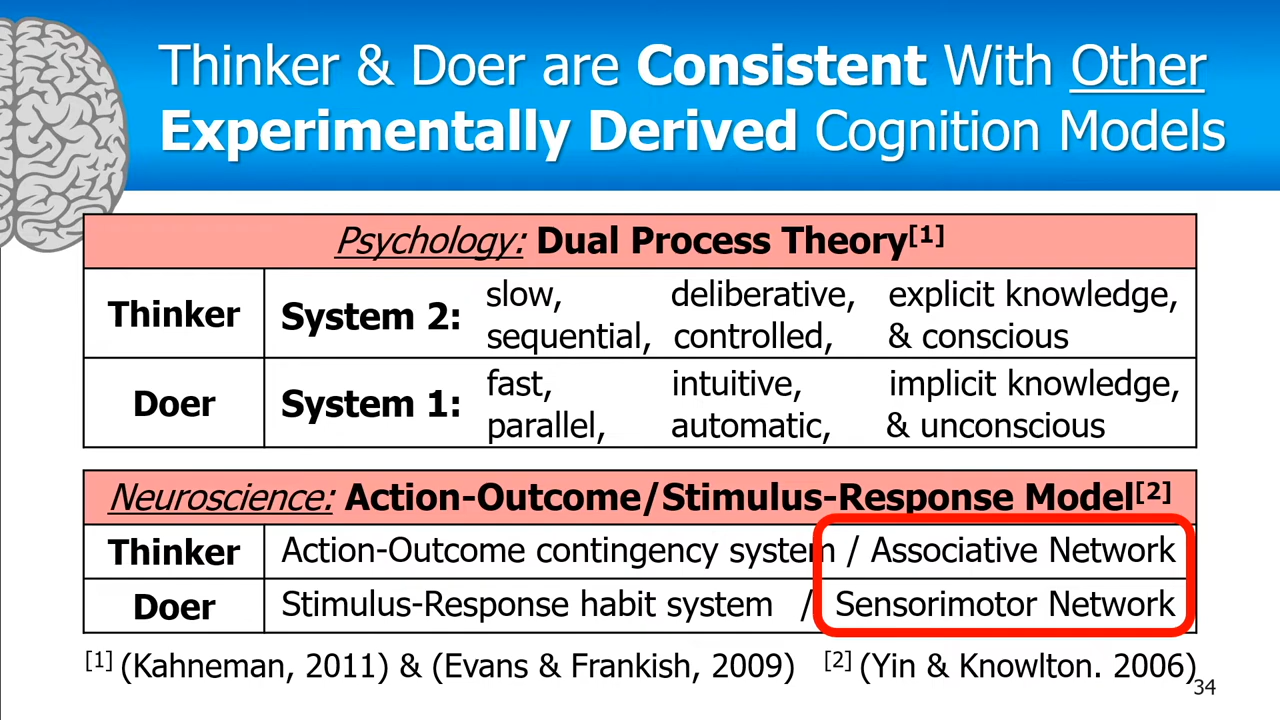 Thinker & Doer are Consistent With Other
Experimentally Derived Cognition Models
Psychology: Dual Process Theory[1]
Thinker System 2: slow, deliberative, explicit knowledge,
sequential, controlled, & conscious
Doer System 1: fast, intuitive, implicit knowledge,
parallel, automatic, & unconscious
Neuroscience: Action-Outcome/Stimulus-Response Model[2]
Thinker Action-Outcome contingency system / Associative Network
Doer Stimulus-Response habit system / Sensorimotor Network
[1] (Kahneman, 2011) & (Evans & Frankish, 2009) [2] (Yin & Knowlton. 2006)
34